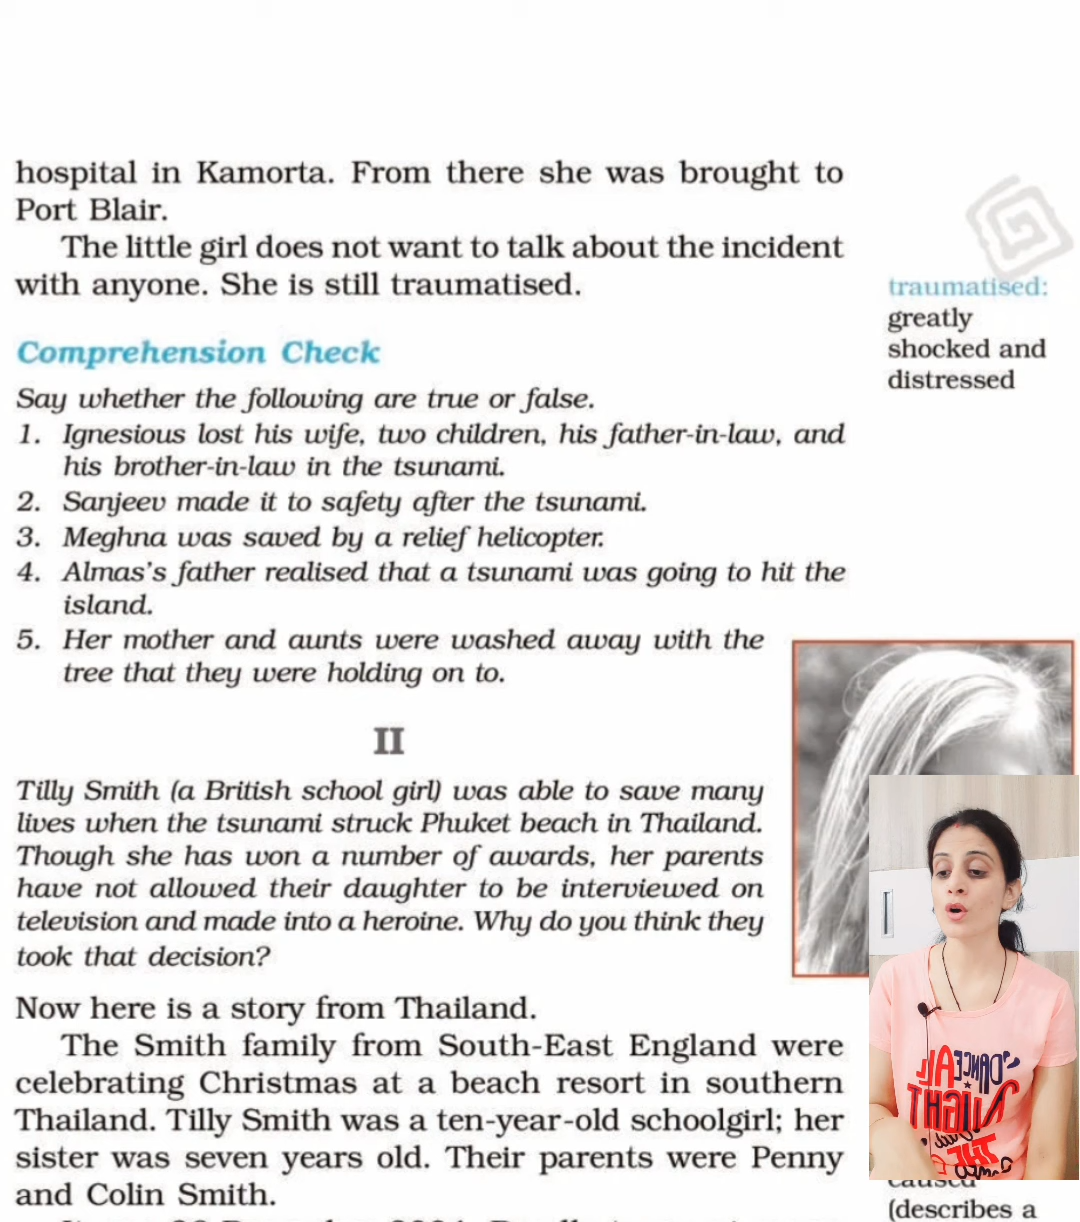 hospital in Kamorta. From there she was brought to
Port Blair.
The little girl does not want to talk about the incident
with anyone. She is still traumatised.
traumatised:
greatly
shocked and
distressed
Comprehension Check
Say whether the following are true or false.
1. Ignesious lost his wife, two children, his father-in-law, and
his brother-in-law in the tsunami.
2. Sanjeev made it to safety after the tsunami.
3. Meghna was saved by a relief helicopter.
4. Almas's father realised that a tsunami was going to hit the
island.
5. Her mother and aunts were washed away with the
tree that they were holding on to.
II
Tilly Smith (a British school girl) was able to save many
lives when the tsunami struck Phuket beach in Thailand.
Though she has won a number of awards, her parents
have not allowed their daughter to be interviewed on
television and made into a heroine. Why do you think they
took that decision?
Now here is a story from Thailand.
The Smith family from South-East England were
celebrating Christmas at a beach resort in southern
Thailand. Tilly Smith was a ten-year-old schoolgirl; her
sister was seven years old. Their parents were Penny
and Colin Smith.
DANCE ALL
NIGHT
THE
caused
(describes a